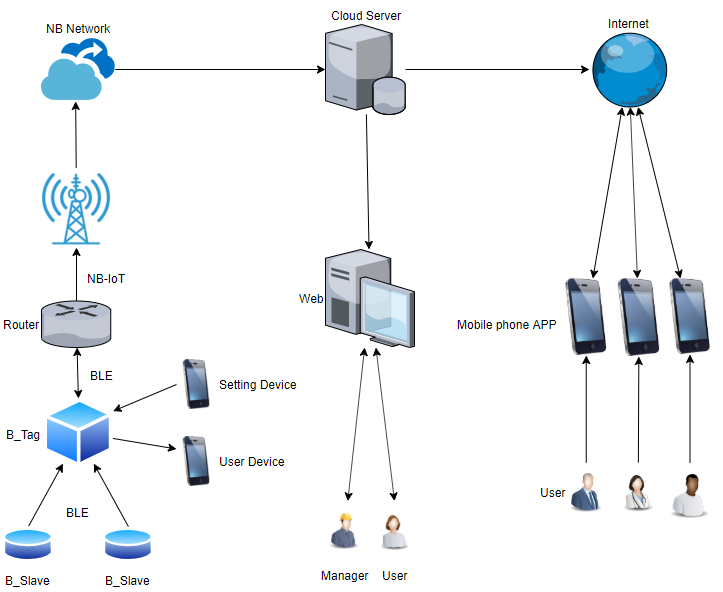 NB Network
Cloud Server
Internet
NB-IoT
Web
Router
Mobile phone APP
BLE
Setting Device
B_Tag
User Device
User
BLE
B_Slave
B_Slave
Manager
User